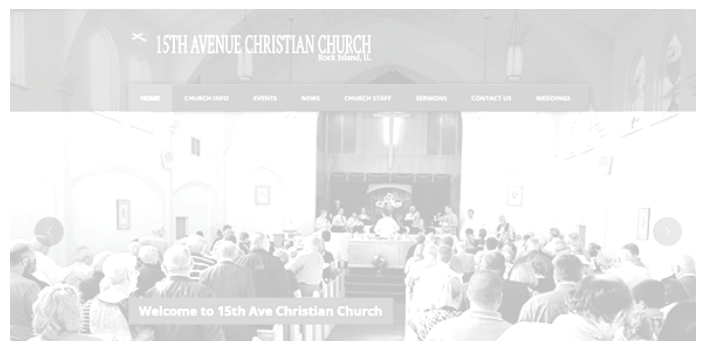 15TH AVENUE CHRISTIAN CHURCH
Rock Island, IL
HOME CHURCH INFO EVENTS NEWS CHURCH STAFF SERMONS CONTACT US WEDDINGS
Welcome to 15th Ave Christian Church